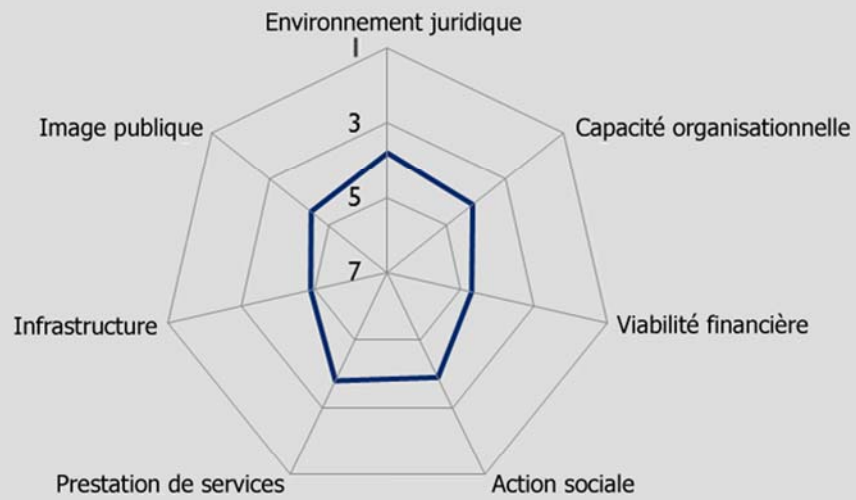 Environnement juridique
1
Image publique
3
Capacité organisationnelle
5
7
Infrastructure
Viabilité financière
Prestation de services
Action sociale